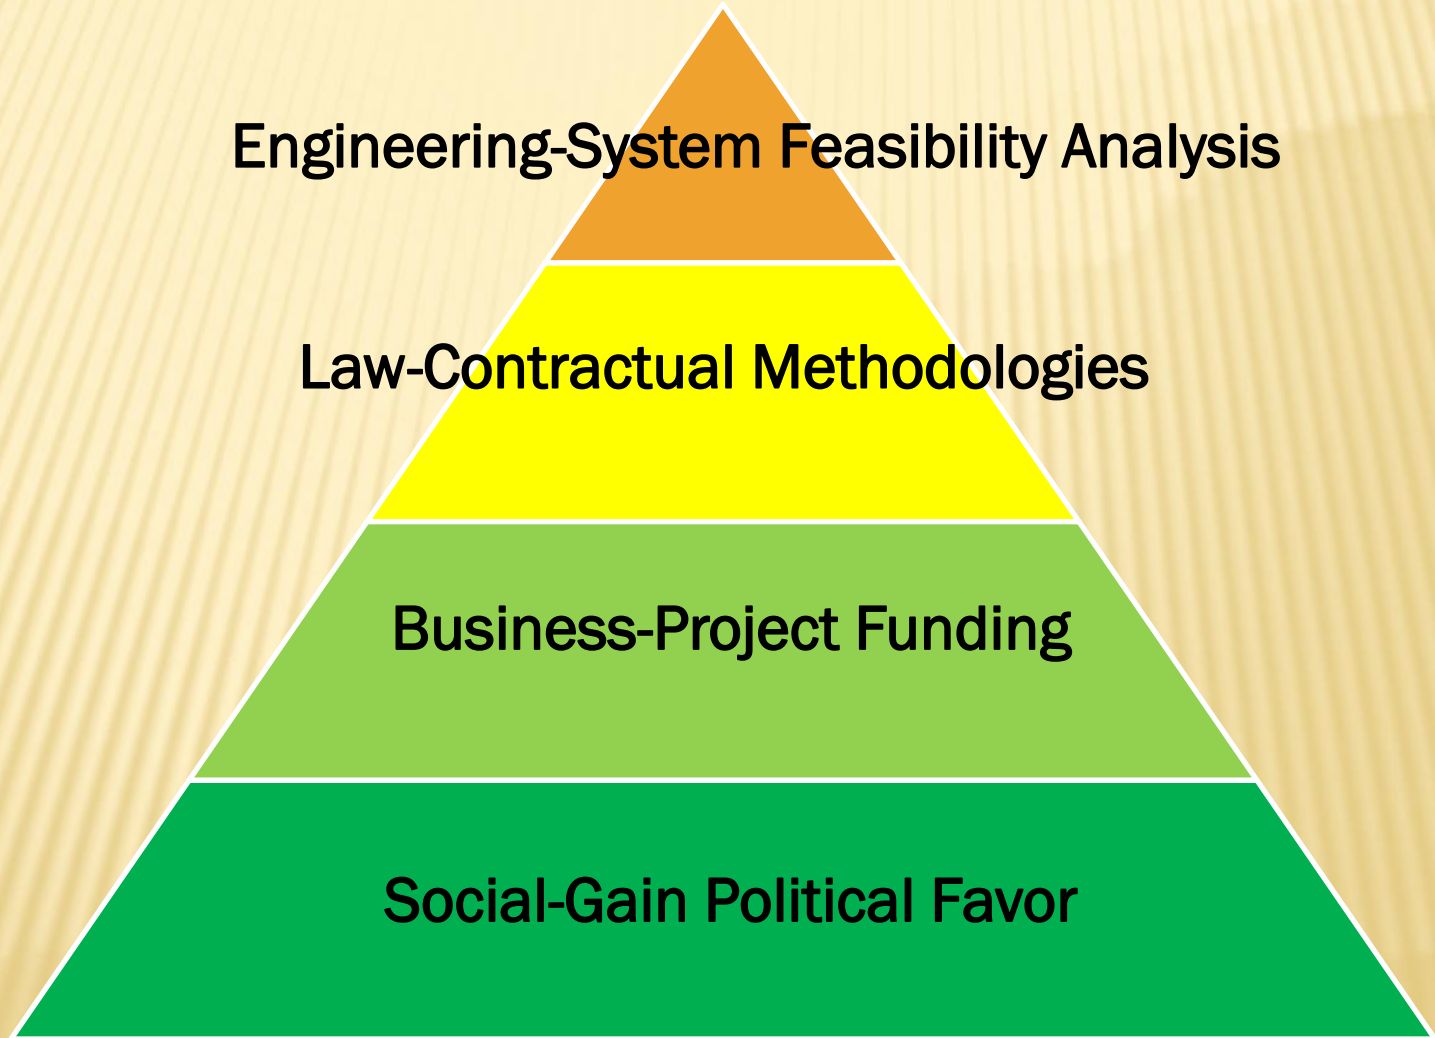 Engineering-System Feasibility Analysis
Law-Contractual Methodologies
Business-Project Funding
Social-Gain Political Favor